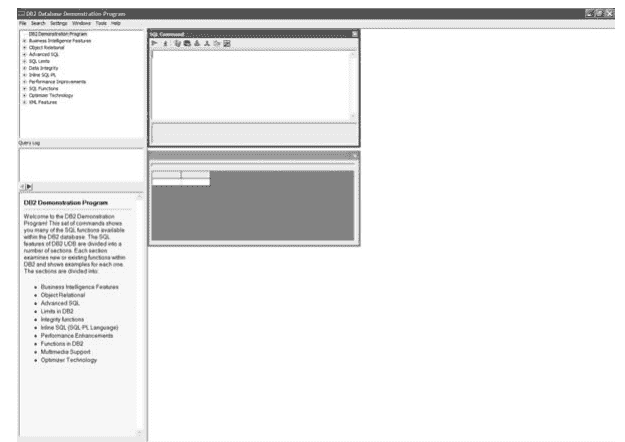 DB2 Database Demonstration Program
File Search Settings Windows Tools Help
DB2 Demonstration Program
Business Intelligence Features
Object Relational
Advanced SQL
SQL Limits
Data Integrity
Inline SQL PL
Performance Improvements
SQL Functions
Optimizer Technology
XML Features
SQL Command
Query Log
DB2 Demonstration Program
Welcome to the DB2 Demonstration
Program! This set of commands shows
you many of the SQL functions available
within the DB2 database. The SQL
features of DB2 UDB are divided into a
number of sections. Each section
examines new or existing functions within
DB2 and shows examples for each one.
The sections are divided into:
Business Intelligence Features
Object Relational
Advanced SQL
Limits in DB2
Integrity functions
Inline SQL (SQL PL Language)
Performance Enhancements
Functions in DB2
Multimedia Support
Optimizer Technology